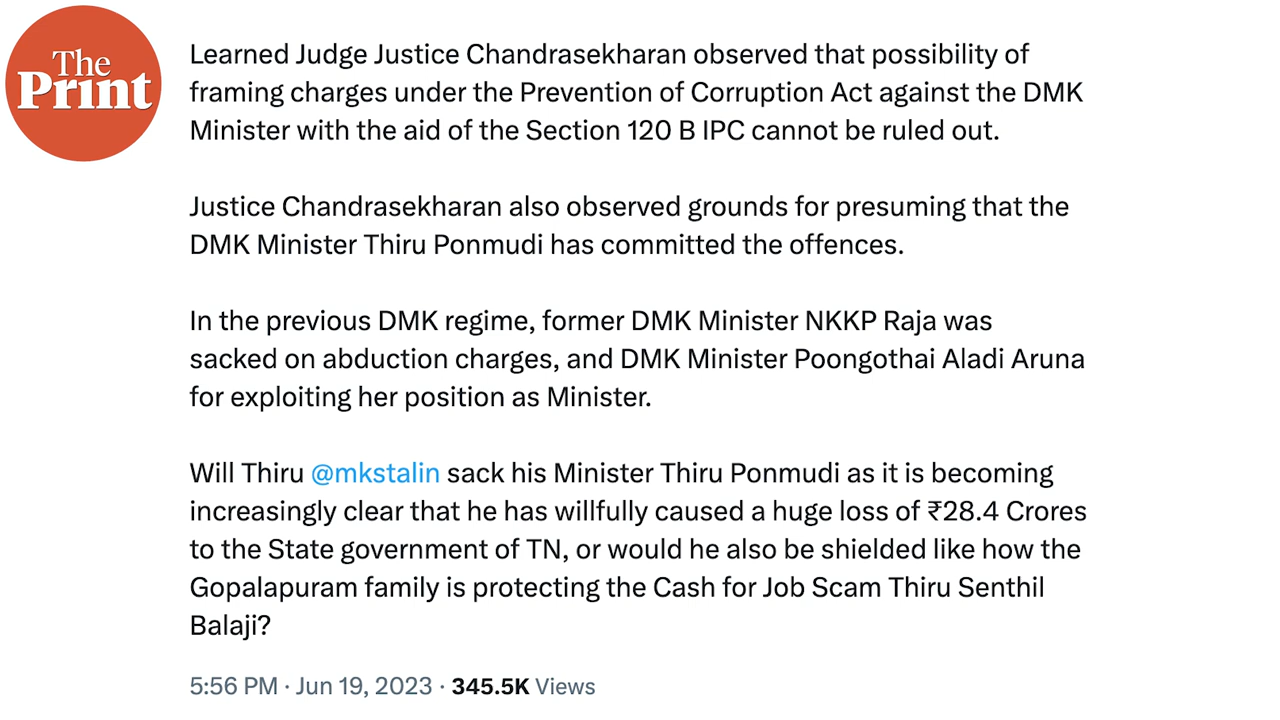 The
Print
Learned Judge Justice Chandrasekharan observed that possibility of
framing charges under the Prevention of Corruption Act against the DMK
Minister with the aid of the Section 120 B IPC cannot be ruled out.
Justice Chandrasekharan also observed grounds for presuming that the
DMK Minister Thiru Ponmudi has committed the offences.
In the previous DMK regime, former DMK Minister NKKP Raja was
sacked on abduction charges, and DMK Minister Poongothai Aladi Aruna
for exploiting her position as Minister.
Will Thiru @mkstalin sack his Minister Thiru Ponmudi as it is becoming
increasingly clear that he has willfully caused a huge loss of ₹28.4 Crores
to the State government of TN, or would he also be shielded like how the
Gopalapuram family is protecting the Cash for Job Scam Thiru Senthil
Balaji?
5:56 PM · Jun 19, 2023 · 345.5K Views